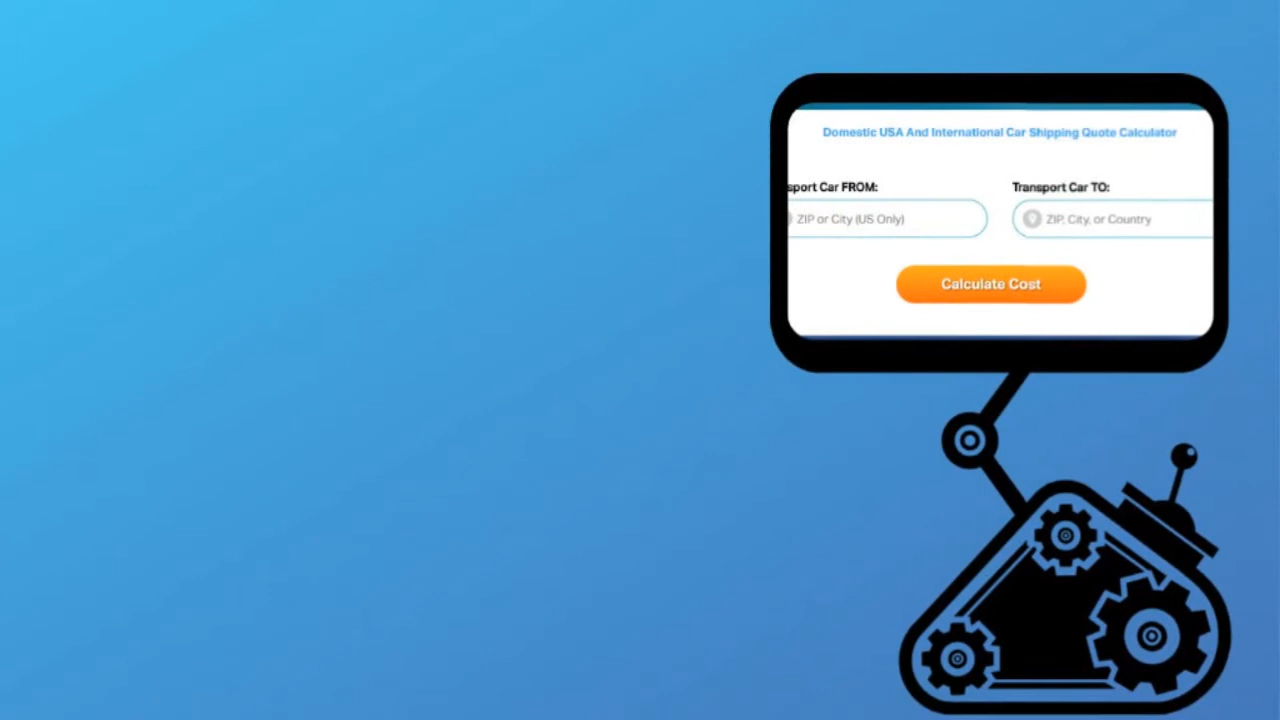 Domestic USA And International Car Shipping Quote Calculator
sport Car FROM:
Transport Car TO:
ZIP or City (US Only)
ZIP, City, or Country
Calculate Cost